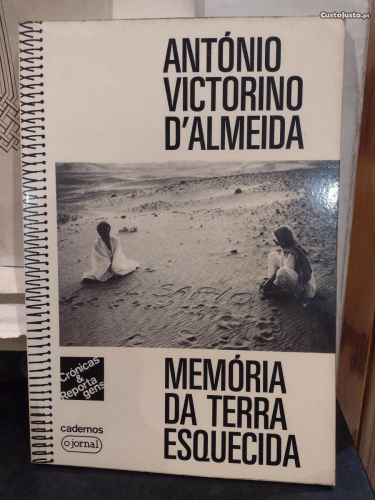 CustoJusto.pt
ANTÓNIO
VICTORINO
D'ALMEIDA
Crónicas
&
Reporta
gens
cadernos
o jornal
MEMÓRIA
DA TERRA
ESQUECIDA